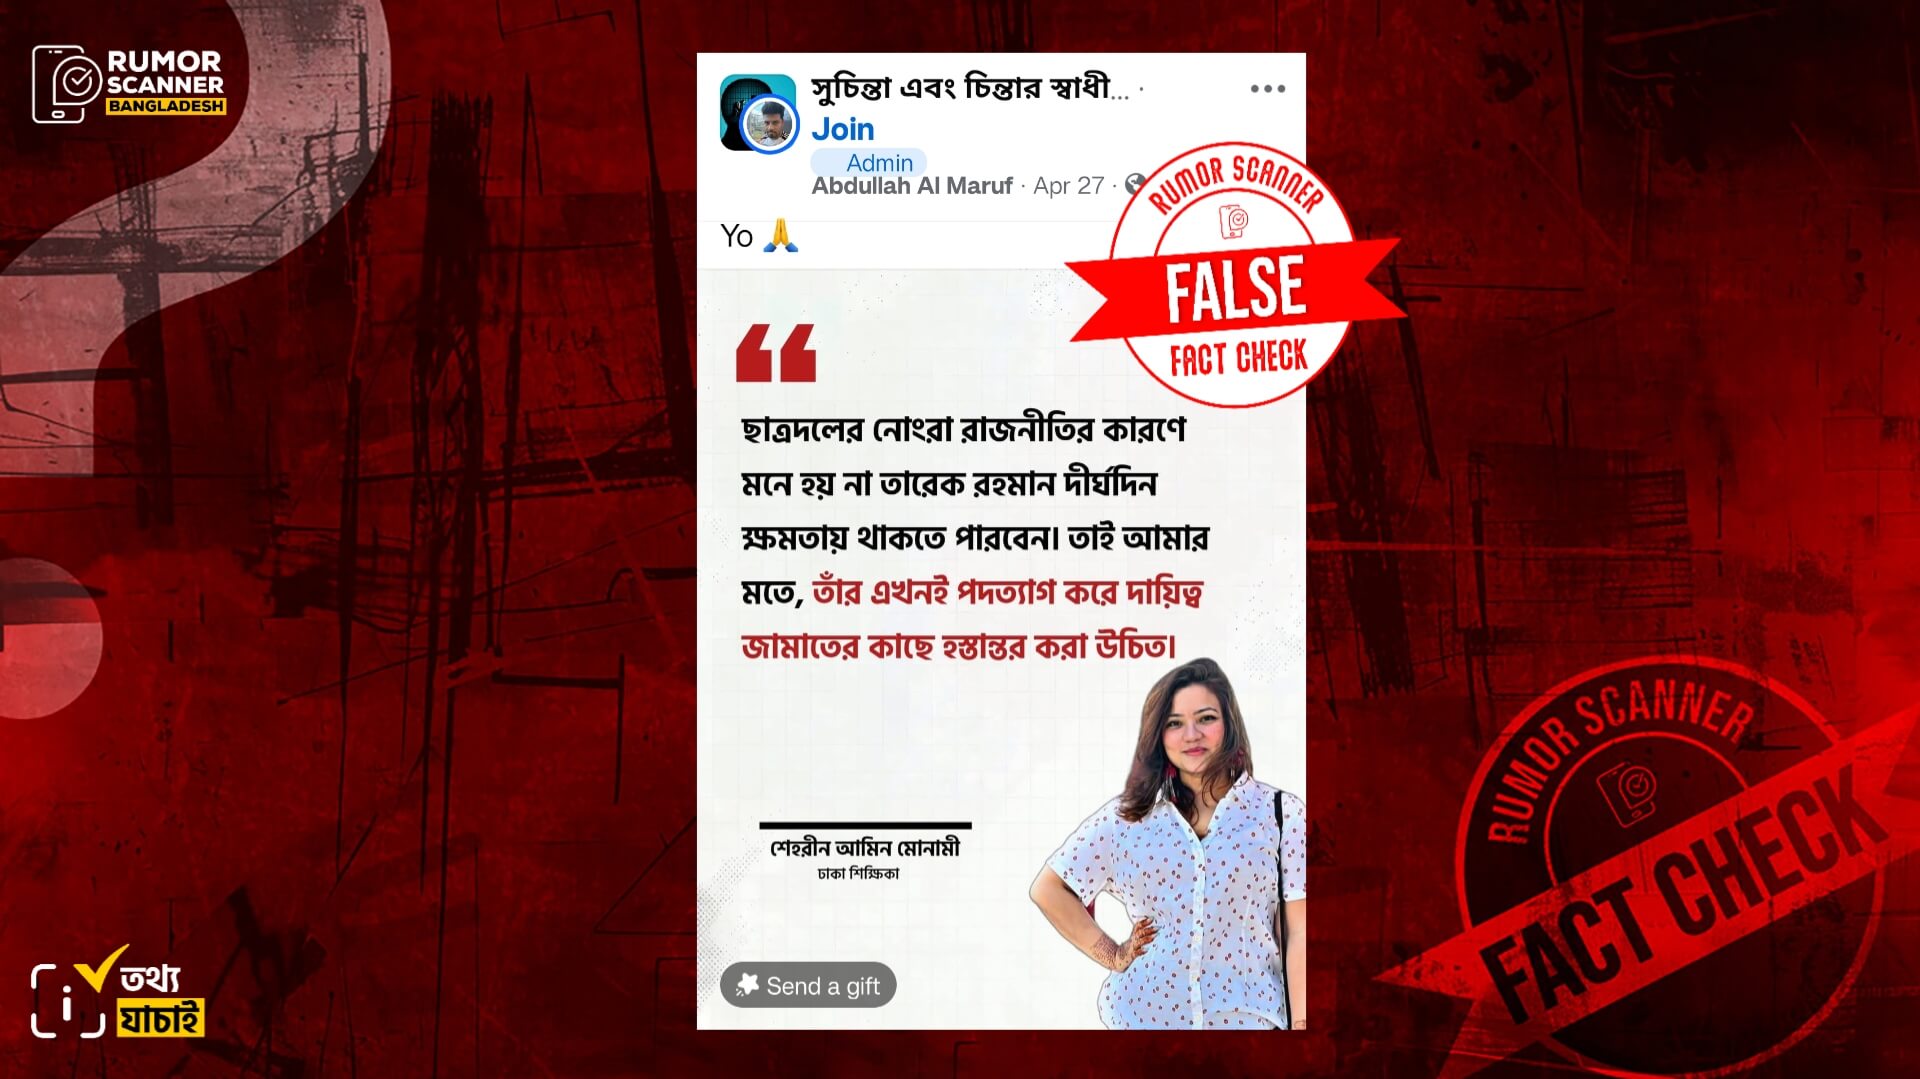 RUMOR
SCANNER
BANGLADESH
সুচিন্তা এবং চিন্তার স্বাধী... ·
Join
Admin
Abdullah Al Maruf · Apr 27 ·
Yo 🙏
RUMOR SCANNER
FALSE
FACT CHECK
“
ছাত্রদলের নোংরা রাজনীতির কারণে
মনে হয় না তারেক রহমান দীর্ঘদিন
ক্ষমতায় থাকতে পারবেন। তাই আমার
মতে, তাঁর এখনই পদত্যাগ করে দায়িত্ব
জামাতের কাছে হস্তান্তর করা উচিত।
শেহরীন আমিন মোনামী
ঢাকা শিক্ষিকা
Send a gift
RUMOR SCANNER
FACT CHECK
তথ্য
যাচাই